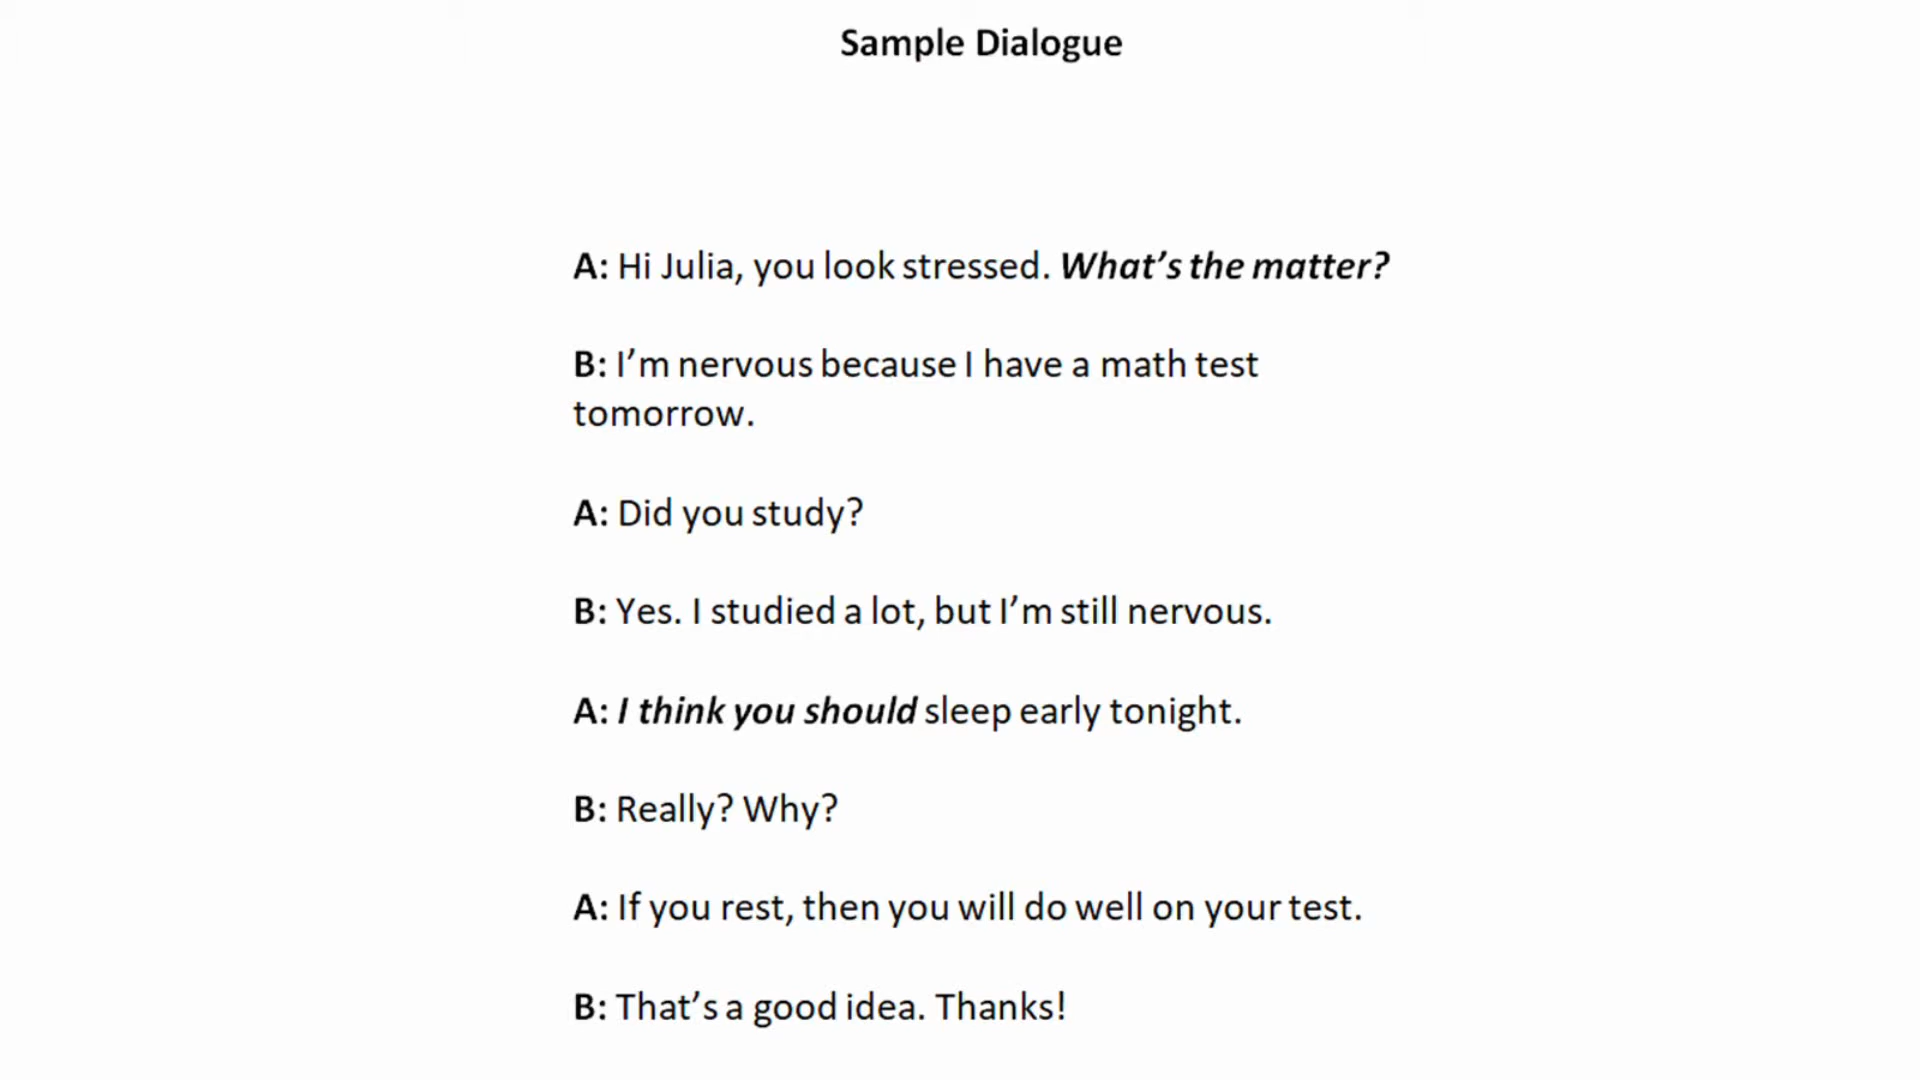 Sample Dialogue
A: Hi Julia, you look stressed. What’s the matter?
B: I’m nervous because I have a math test
tomorrow.
A: Did you study?
B: Yes. I studied a lot, but I’m still nervous.
A: I think you should sleep early tonight.
B: Really? Why?
A: If you rest, then you will do well on your test.
B: That’s a good idea. Thanks!